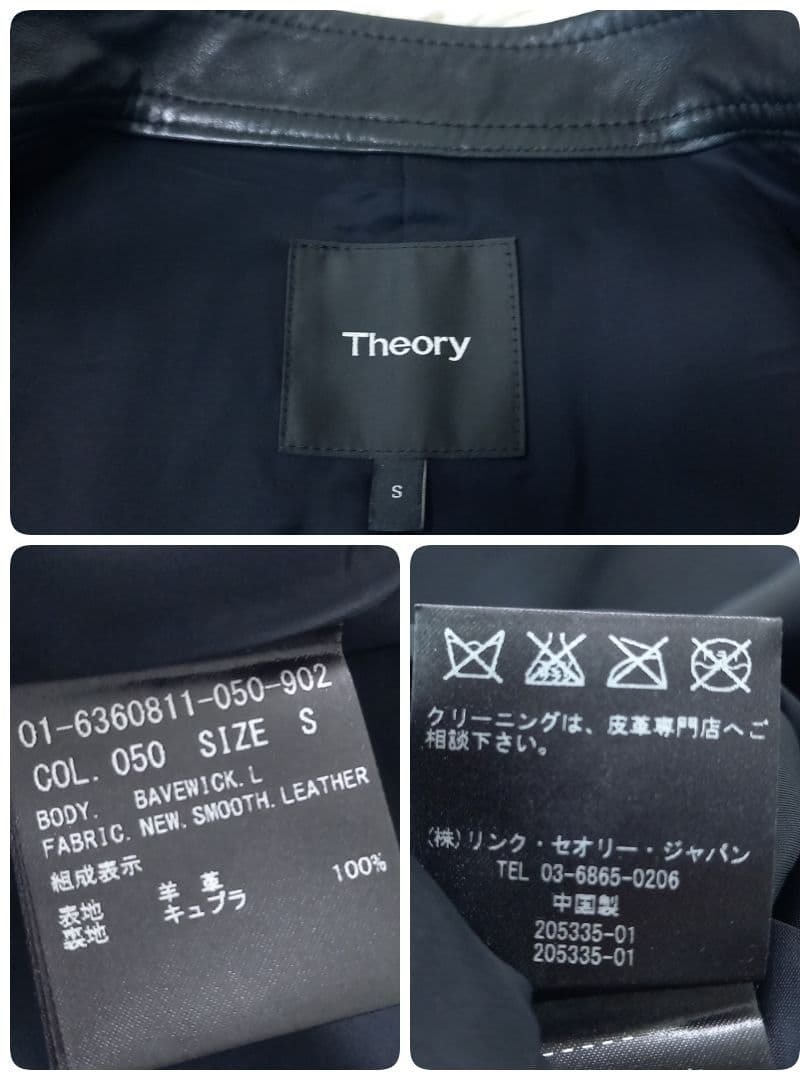 Theory
S
01-6360811-050-902
COL. 050 SIZE S
BODY. BAVEWICK.L
FABRIC. NEW.SMOOTH.LEATHER
組成表示
表地 羊革
裏地 キュプラ 100%
クリーニングは、皮革専門店へご
相談下さい。
(株)リンク・セオリー・ジャパン
TEL 03-6865-0206
中国製
205335-01
205335-01